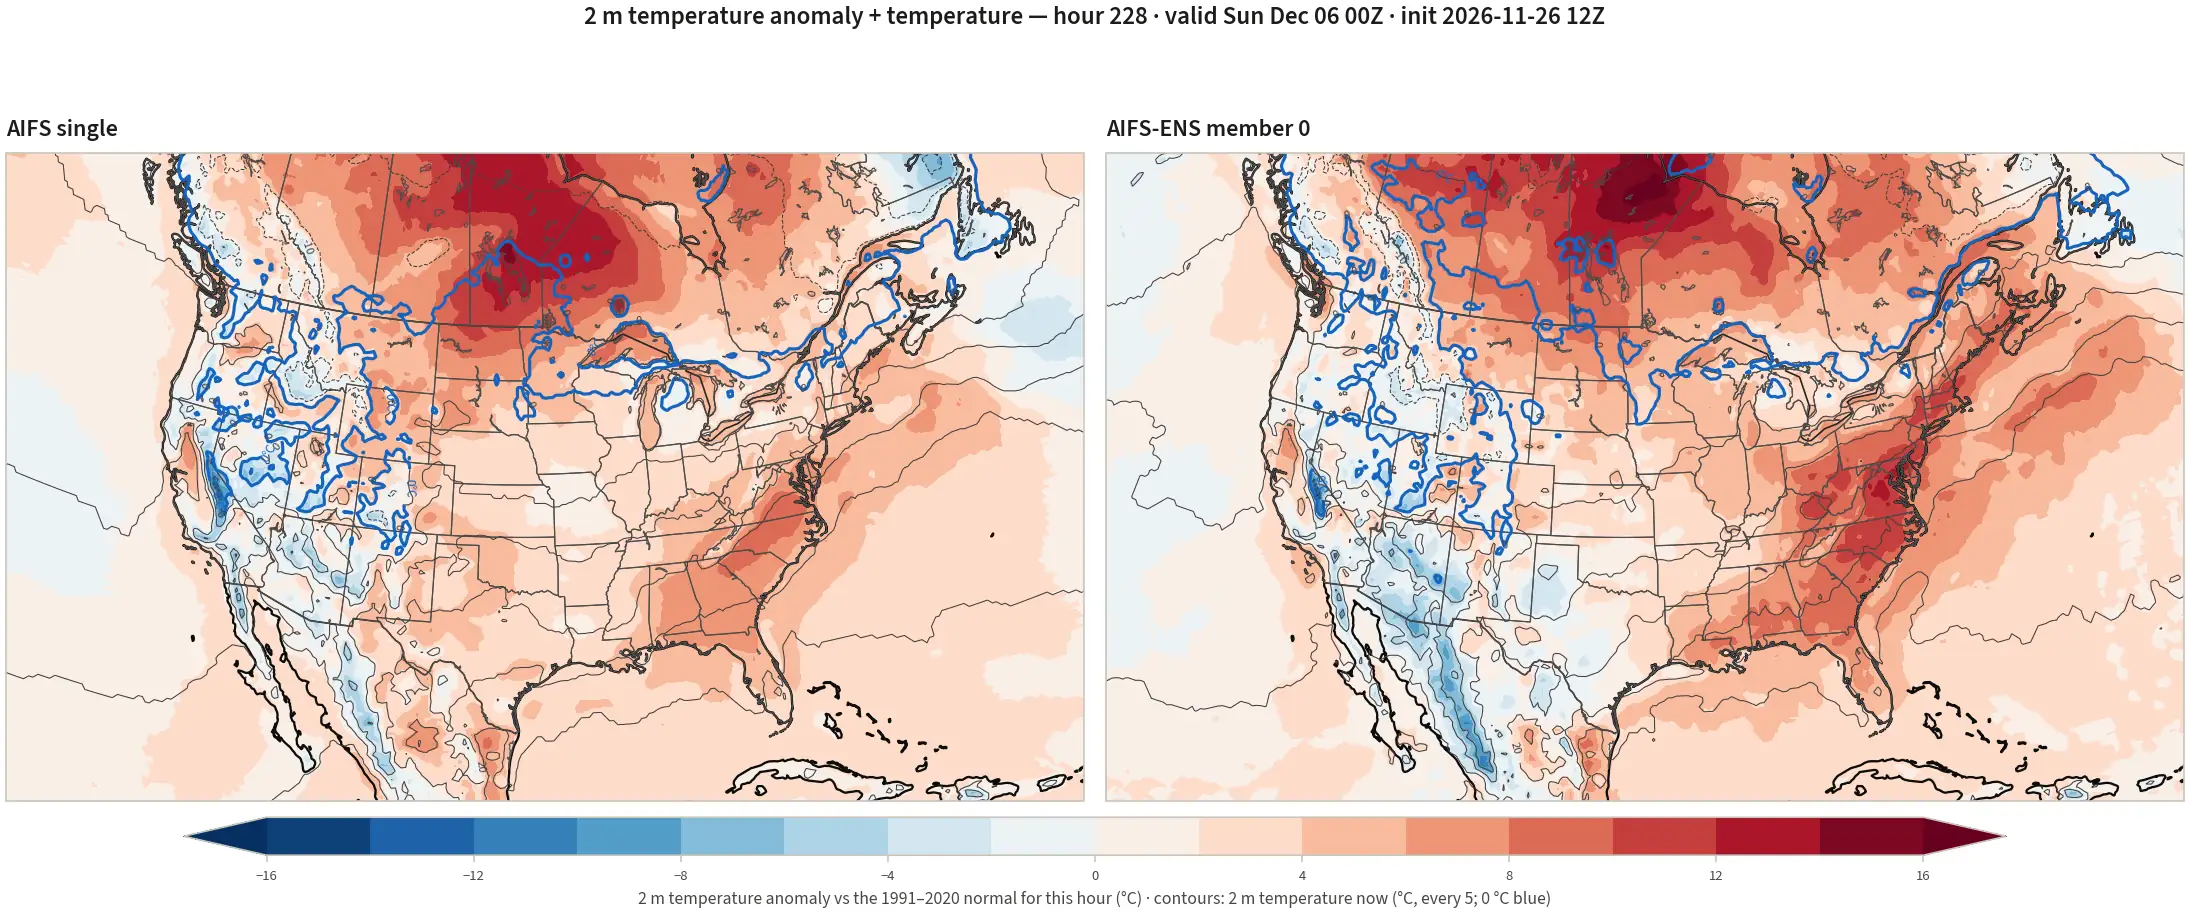 2 m temperature anomaly + temperature — hour 228 · valid Sun Dec 06 00Z · init 2026-11-26 12Z
AIFS single
AIFS-ENS member 0
−16
−12
−8
−4
0
4
8
12
16
2 m temperature anomaly vs the 1991–2020 normal for this hour (°C) · contours: 2 m temperature now (°C, every 5; 0 °C blue)